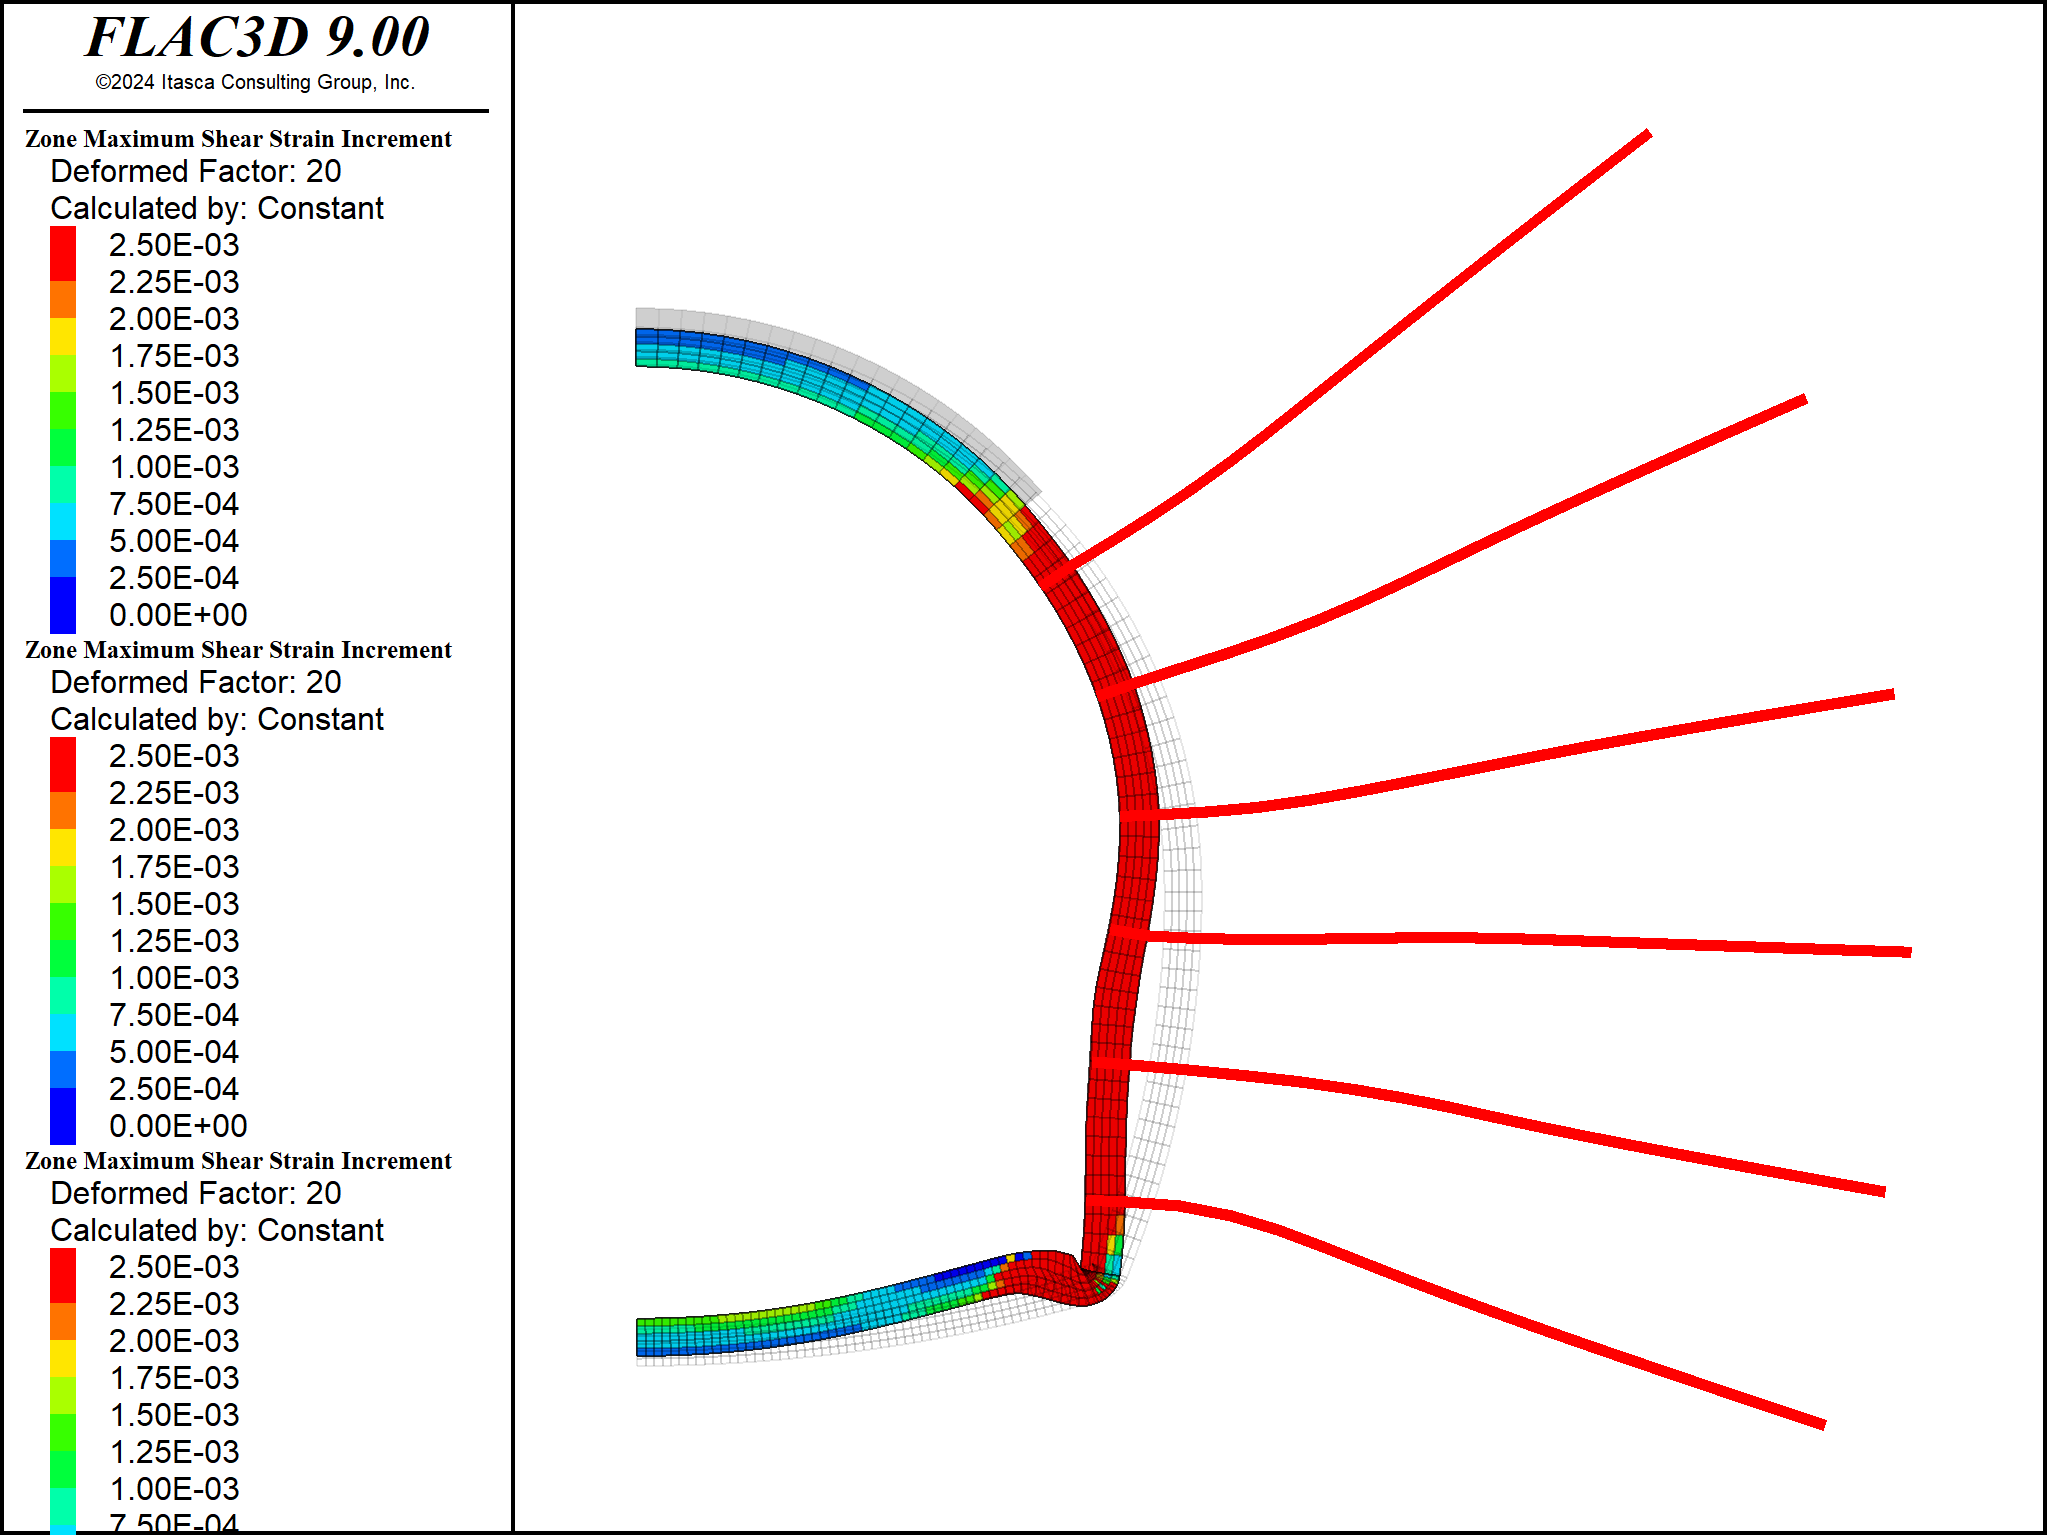 FLAC3D 9.00
©2024 Itasca Consulting Group, Inc.
Zone Maximum Shear Strain Increment
Deformed Factor: 20
Calculated by: Constant
2.50E-03
2.25E-03
2.00E-03
1.75E-03
1.50E-03
1.25E-03
1.00E-03
7.50E-04
5.00E-04
2.50E-04
0.00E+00
Zone Maximum Shear Strain Increment
Deformed Factor: 20
Calculated by: Constant
2.50E-03
2.25E-03
2.00E-03
1.75E-03
1.50E-03
1.25E-03
1.00E-03
7.50E-04
5.00E-04
2.50E-04
0.00E+00
Zone Maximum Shear Strain Increment
Deformed Factor: 20
Calculated by: Constant
2.50E-03
2.25E-03
2.00E-03
1.75E-03
1.50E-03
1.25E-03
1.00E-03
7.50E-04